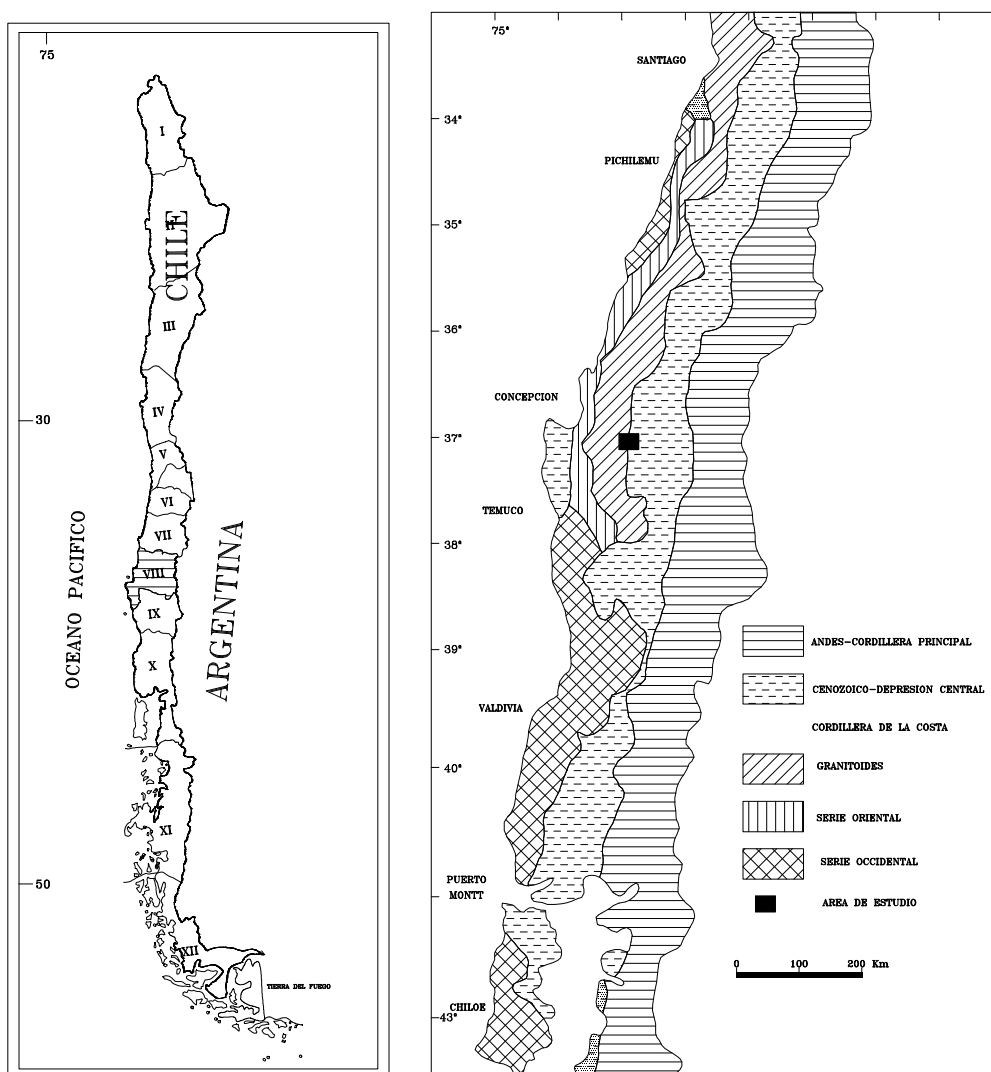 75
I
CHILE
III
IV
V
VI
VII
VIII
IX
X
XI
XII
30
50
OCEANO PACIFICO
ARGENTINA
TIERRA DEL FUEGO
75°
SANTIAGO
34°
PICHILEMU
35°
36°
CONCEPCION
37°
TEMUCO
38°
39°
VALDIVIA
40°
PUERTO
MONTT
CHILOE
43°
ANDES-CORDILLERA PRINCIPAL
CENOZOICO-DEPRESION CENTRAL
CORDILLERA DE LA COSTA
GRANITOIDES
SERIE ORIENTAL
SERIE OCCIDENTAL
AREA DE ESTUDIO
0 100 200 Km